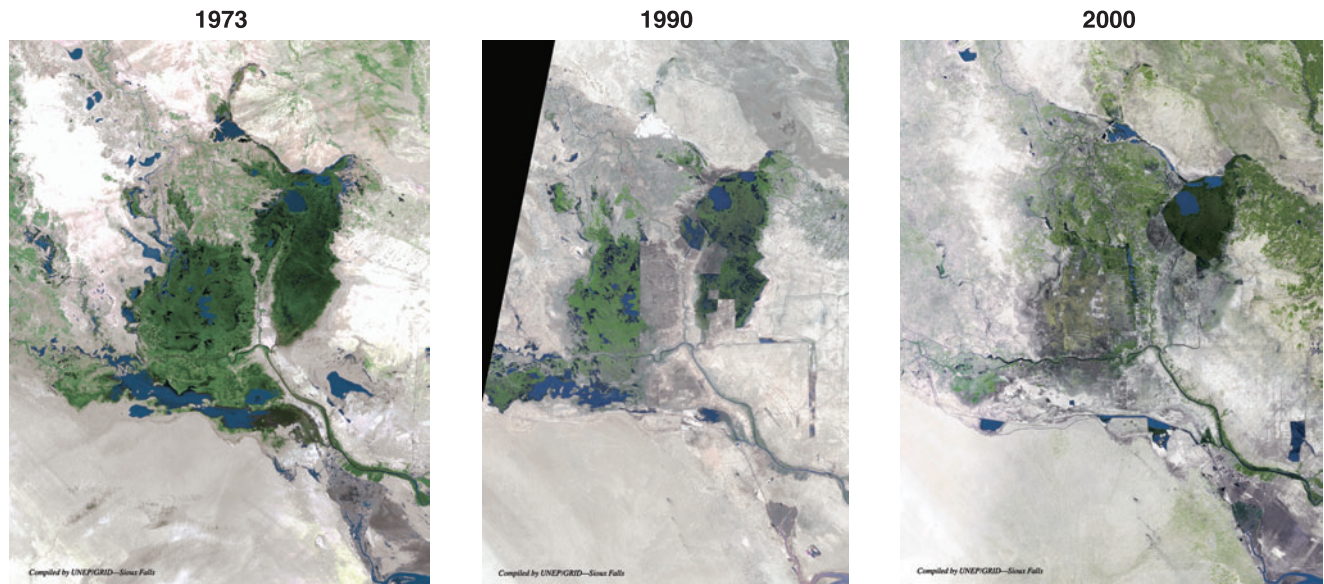 1973
1990
2000
Compiled by UNEP/GRID—Sioux Falls
Compiled by UNEP/GRID—Sioux Falls
Compiled by UNEP/GRID—Sioux Falls